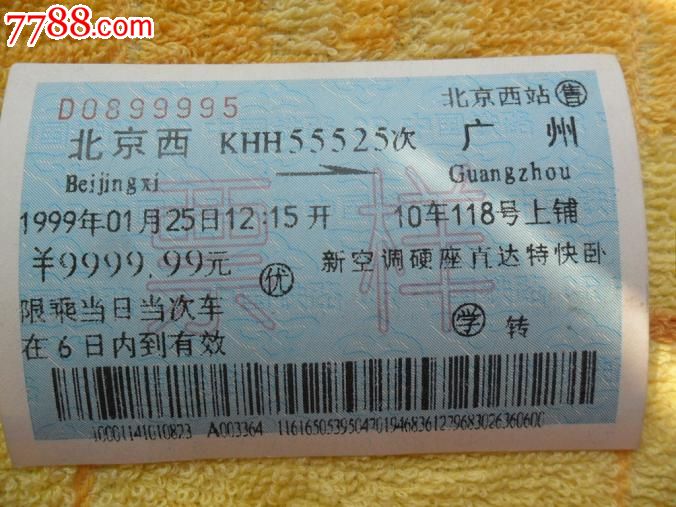 7788.com
D0899995
北京西站 售
北京西 KHH55525次 广州
Beijingxi Guangzhou
1999年01月25日12:15开 10车118号上铺
¥9999.99元 优 新空调硬座直达特快卧
票样
限乘当日当次车 学 转
在6日内到有效
10001141010823 A003364